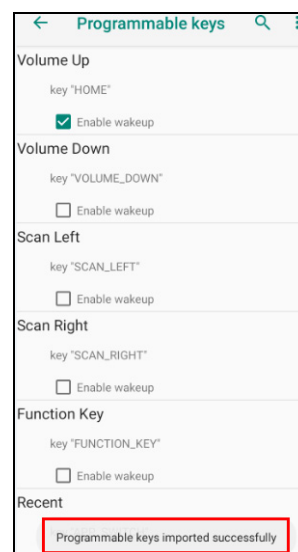 Programmable keys
Volume Up
key "HOME"
Enable wakeup
Volume Down
key "VOLUME_DOWN"
Enable wakeup
Scan Left
key "SCAN_LEFT"
Enable wakeup
Scan Right
key "SCAN_RIGHT"
Enable wakeup
Function Key
key "FUNCTION_KEY"
Enable wakeup
Recent
Programmable keys imported successfully